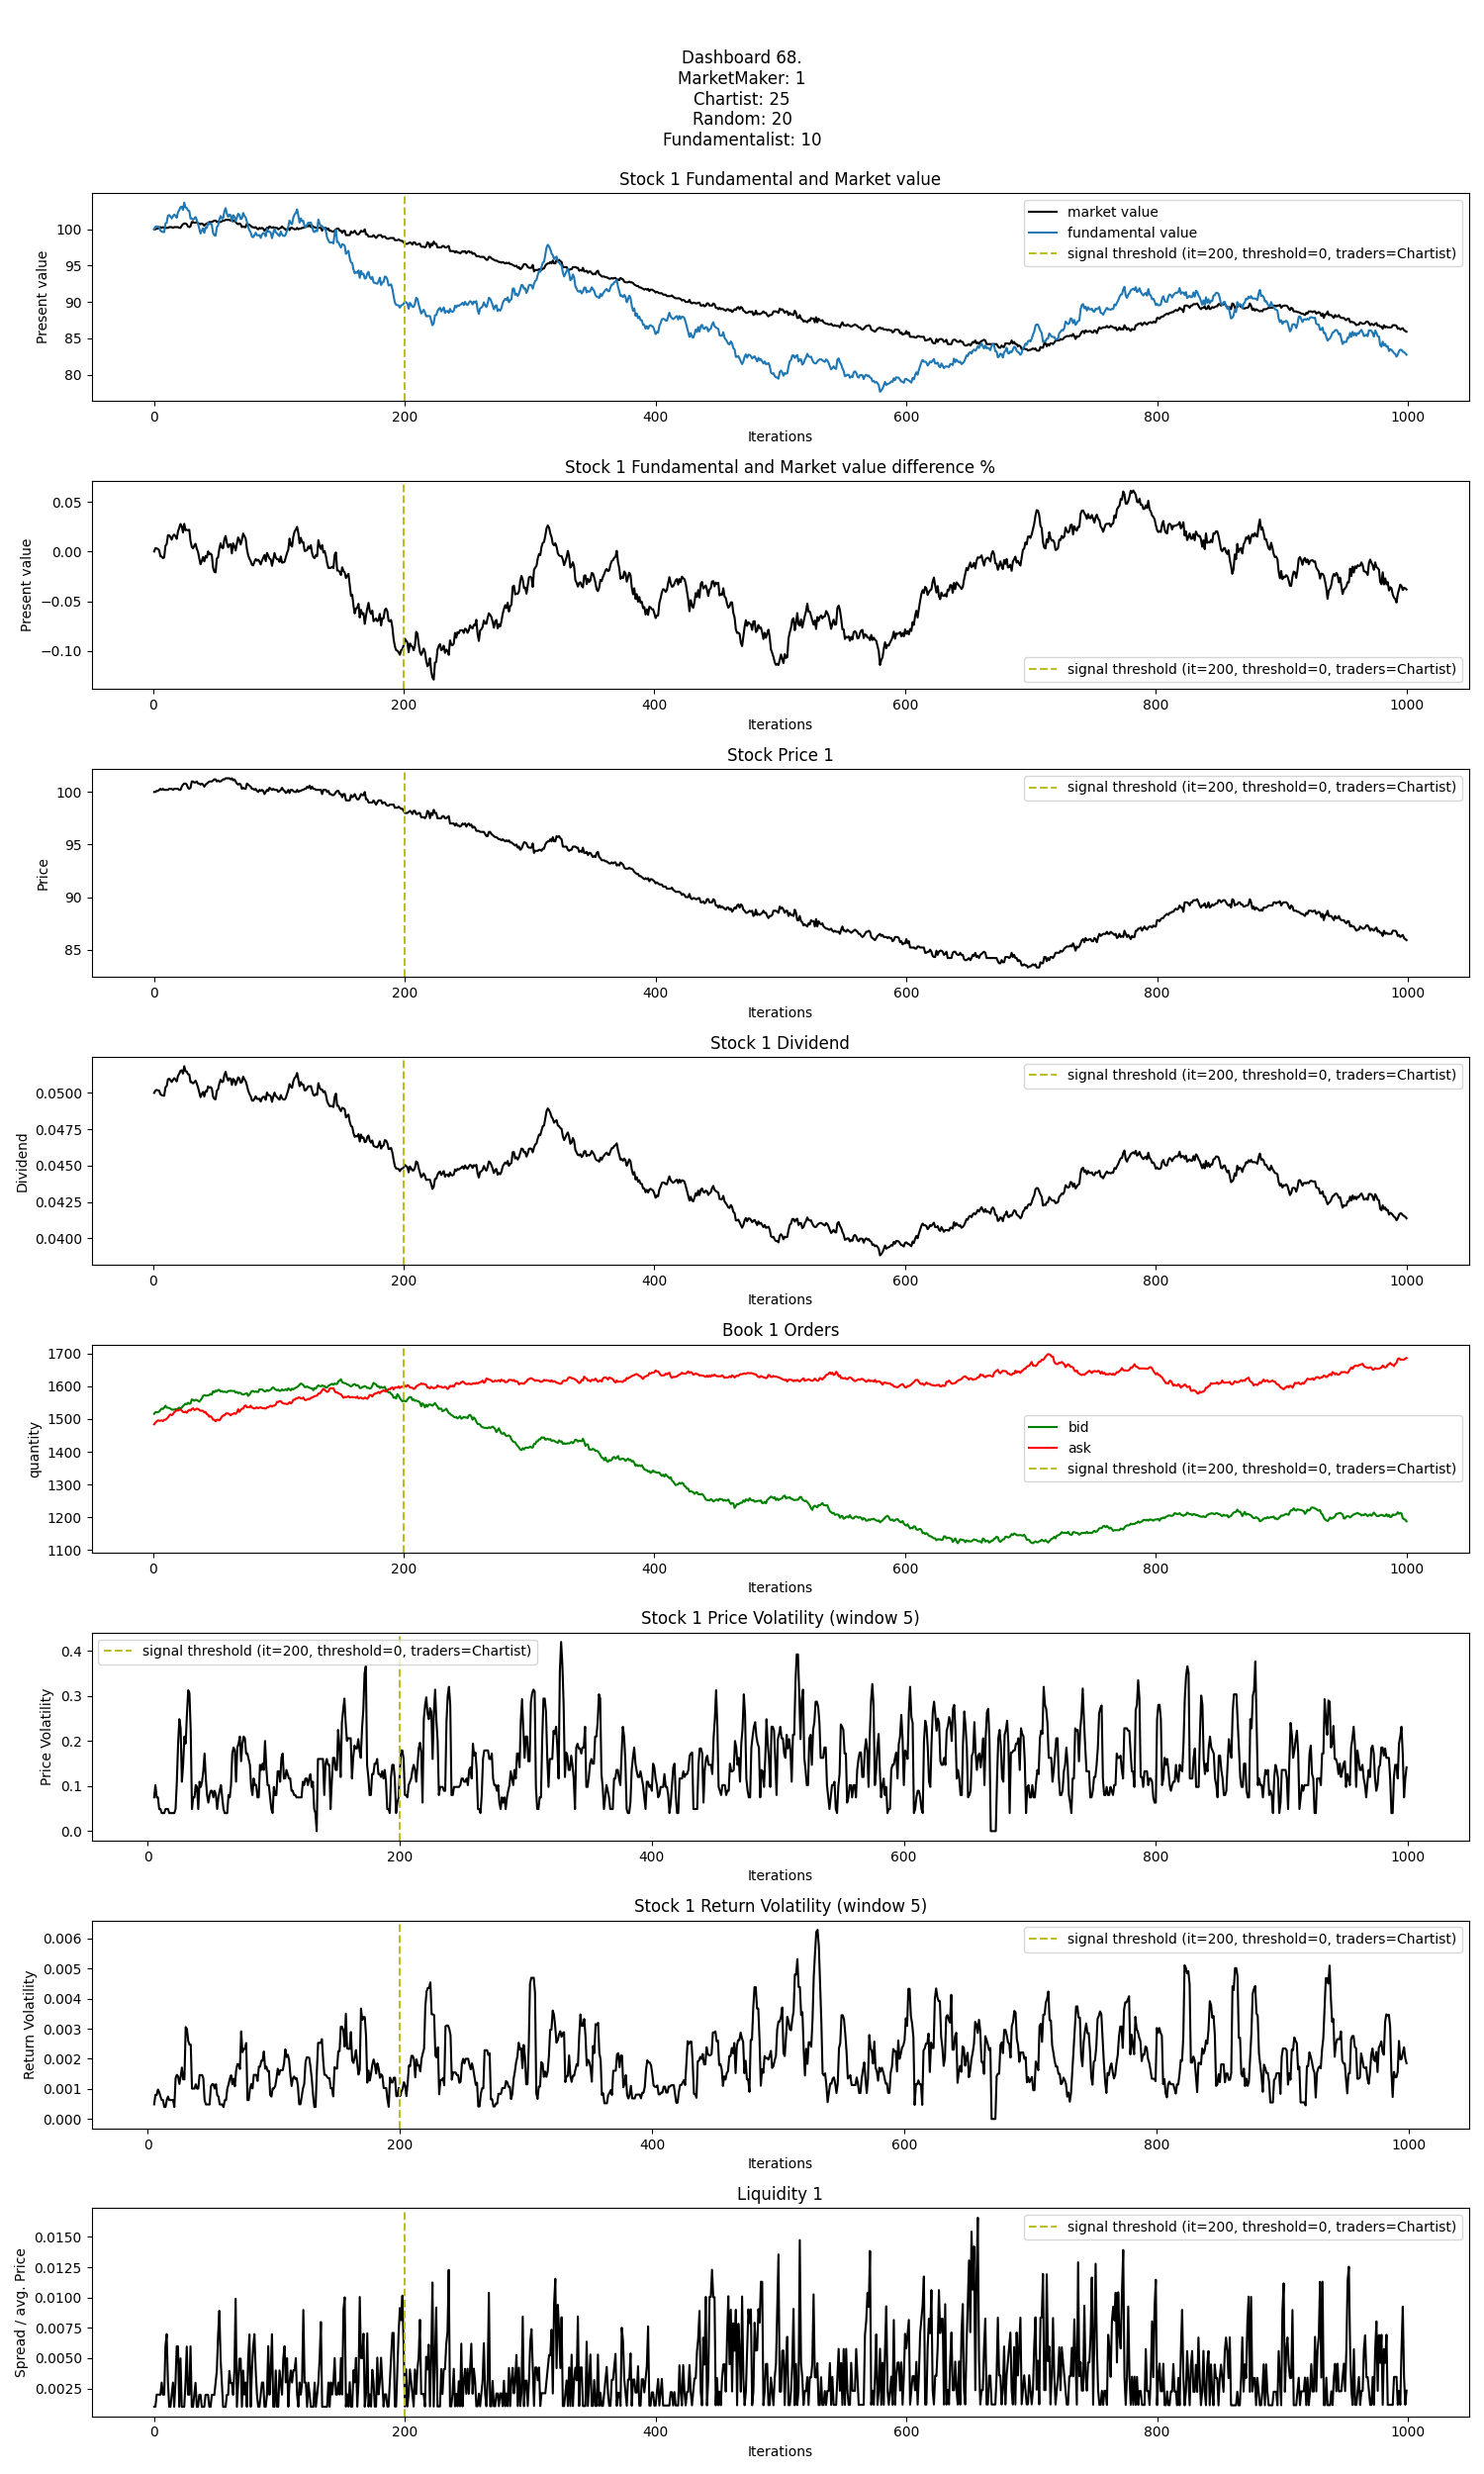 Dashboard 68.
MarketMaker: 1
Chartist: 25
Random: 20
Fundamentalist: 10
Stock 1 Fundamental and Market value
Present value
100
95
90
85
80
market value
fundamental value
signal threshold (it=200, threshold=0, traders=Chartist)
0 200 400 600 800 1000
Iterations
Stock 1 Fundamental and Market value difference %
Present value
0.05
0.00
−0.05
−0.10
signal threshold (it=200, threshold=0, traders=Chartist)
0 200 400 600 800 1000
Iterations
Stock Price 1
Price
100
95
90
85
signal threshold (it=200, threshold=0, traders=Chartist)
0 200 400 600 800 1000
Iterations
Stock 1 Dividend
Dividend
0.0500
0.0475
0.0450
0.0425
0.0400
signal threshold (it=200, threshold=0, traders=Chartist)
0 200 400 600 800 1000
Iterations
Book 1 Orders
quantity
1700
1600
1500
1400
1300
1200
1100
bid
ask
signal threshold (it=200, threshold=0, traders=Chartist)
0 200 400 600 800 1000
Iterations
Stock 1 Price Volatility (window 5)
Price Volatility
0.4
0.3
0.2
0.1
0.0
signal threshold (it=200, threshold=0, traders=Chartist)
0 200 400 600 800 1000
Iterations
Stock 1 Return Volatility (window 5)
Return Volatility
0.006
0.005
0.004
0.003
0.002
0.001
0.000
signal threshold (it=200, threshold=0, traders=Chartist)
0 200 400 600 800 1000
Iterations
Liquidity 1
Spread / avg. Price
0.0150
0.0125
0.0100
0.0075
0.0050
0.0025
signal threshold (it=200, threshold=0, traders=Chartist)
0 200 400 600 800 1000
Iterations